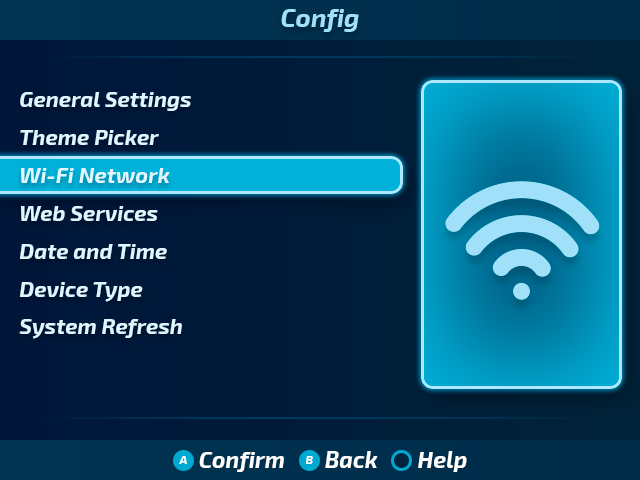 Config
General Settings
Theme Picker
Wi-Fi Network
Web Services
Date and Time
Device Type
System Refresh
A Confirm B Back Help